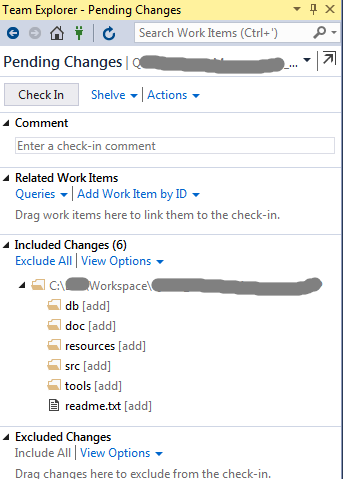 Team Explorer - Pending Changes
Search Work Items (Ctrl+')
Pending Changes | Q _...
Check In Shelve | Actions
Comment
Enter a check-in comment
Related Work Items
Queries | Add Work Item by ID |
Drag work items here to link them to the check-in.
Included Changes (6)
Exclude All | View Options
C:\ Workspace\
db [add]
doc [add]
resources [add]
src [add]
tools [add]
readme.txt [add]
Excluded Changes
Include All | View Options
Drag changes here to exclude from the check-in.